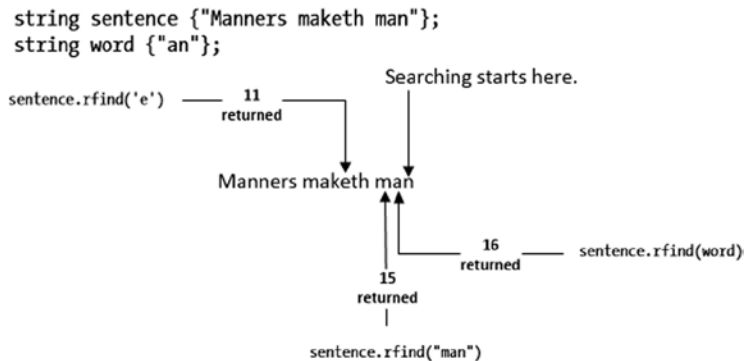 string sentence {"Manners maketh man"};
string word {"an"};
Searching starts here.
sentence.rfind('e')
11
returned
Manners maketh man
16
returned
sentence.rfind(word)
15
returned
sentence.rfind("man")